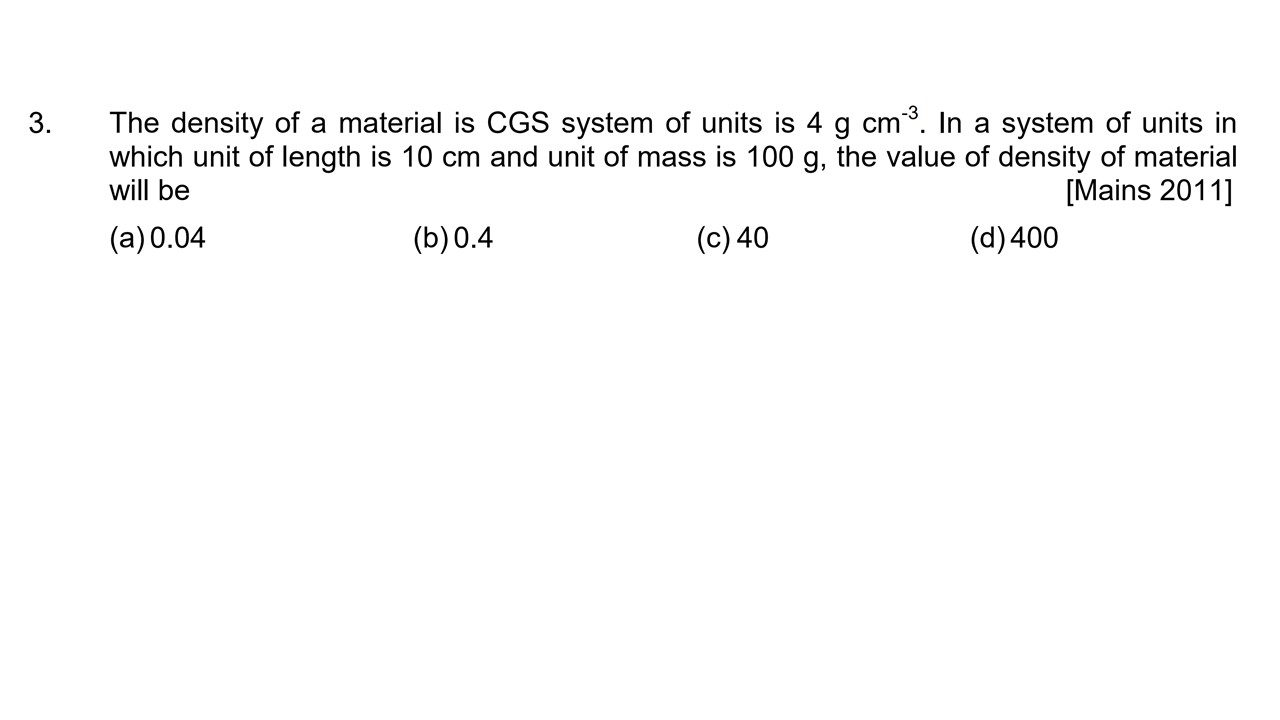 3. The density of a material is CGS system of units is 4 g cm⁻³. In a system of units in
which unit of length is 10 cm and unit of mass is 100 g, the value of density of material
will be [Mains 2011]
(a) 0.04 (b) 0.4 (c) 40 (d) 400